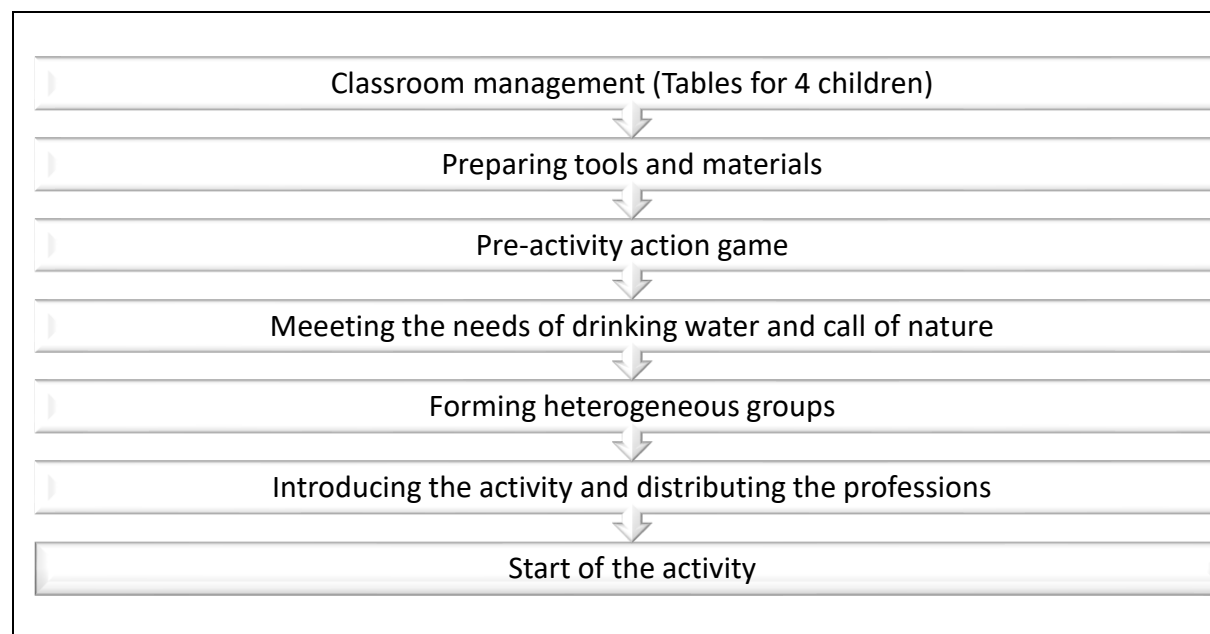 Classroom management (Tables for 4 children)
Preparing tools and materials
Pre-activity action game
Meeeting the needs of drinking water and call of nature
Forming heterogeneous groups
Introducing the activity and distributing the professions
Start of the activity